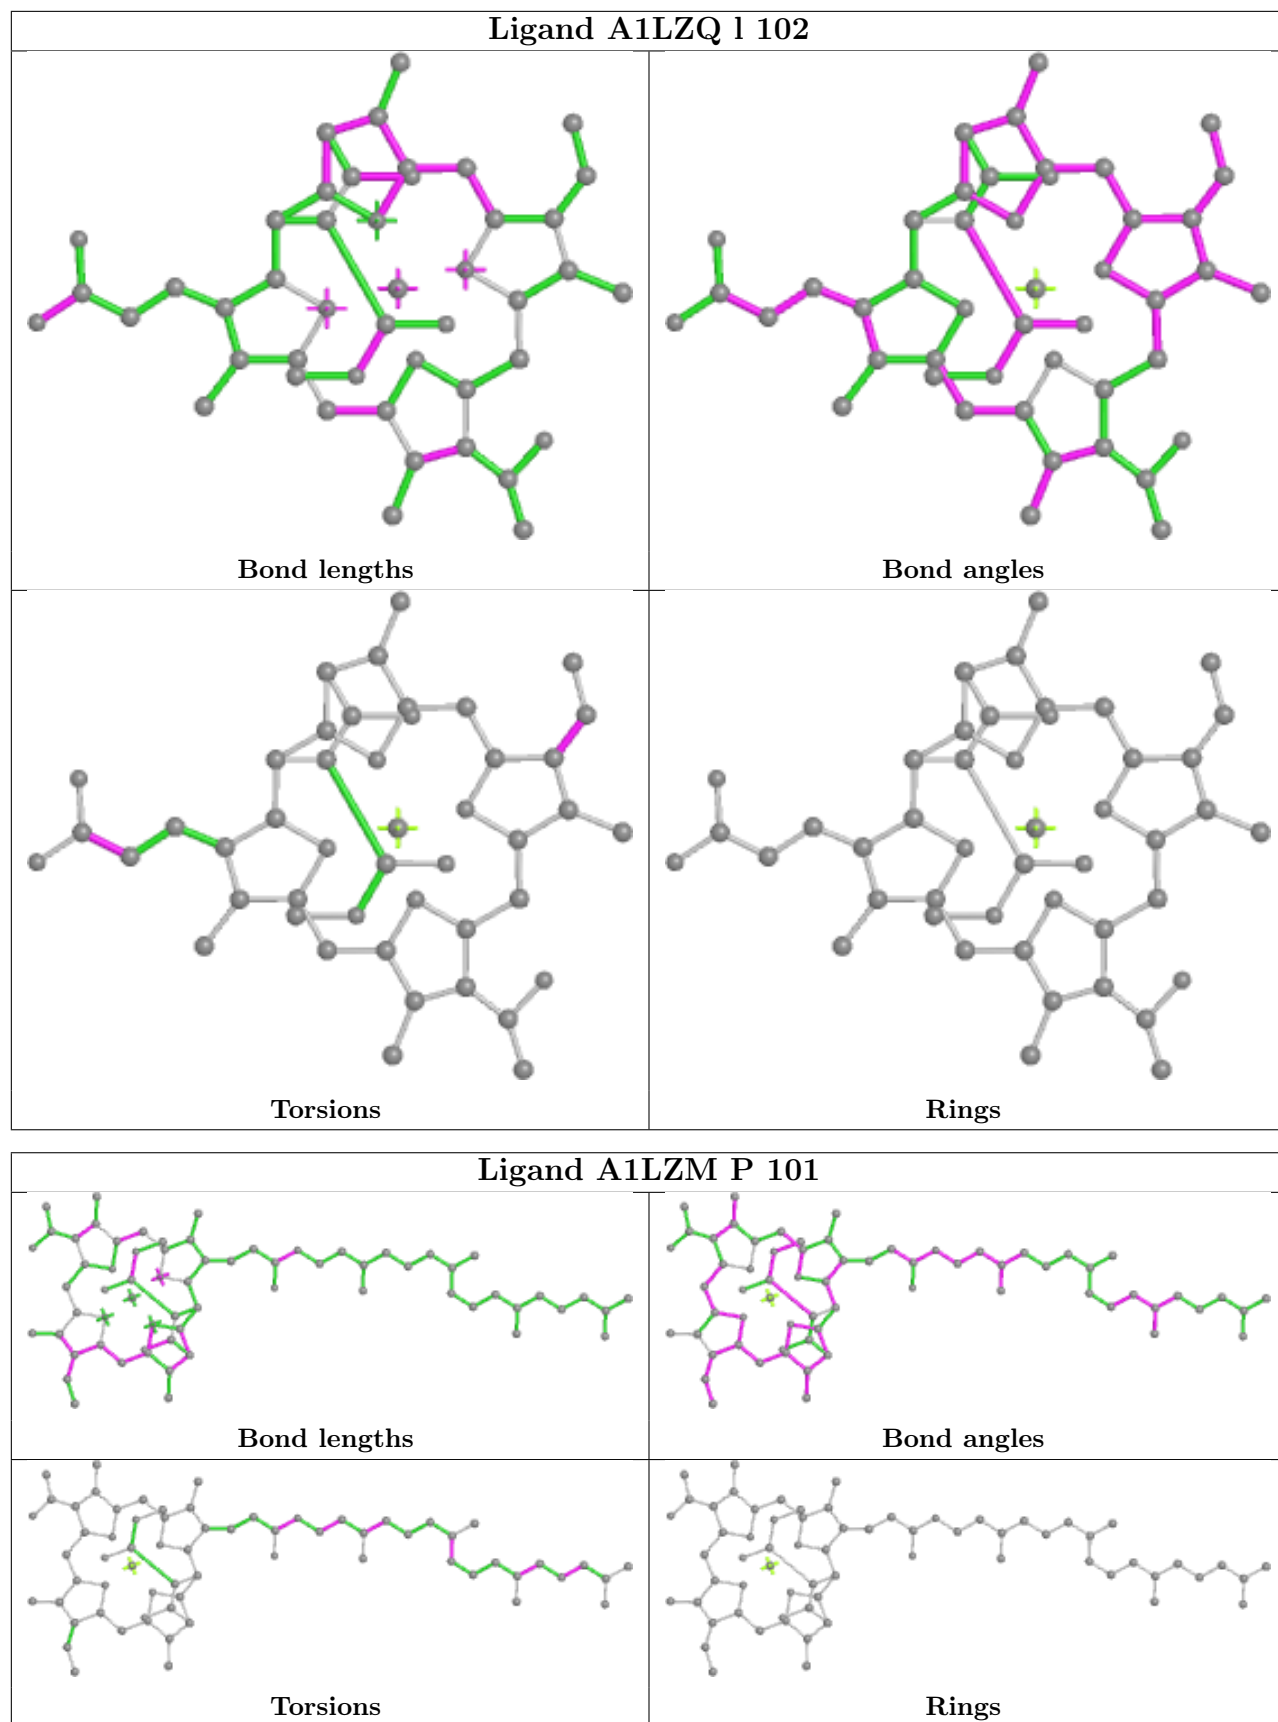 Ligand A1LZQ l 102
Bond lengths
Bond angles
Torsions
Rings
Ligand A1LZM P 101
Bond lengths
Bond angles
Torsions
Rings